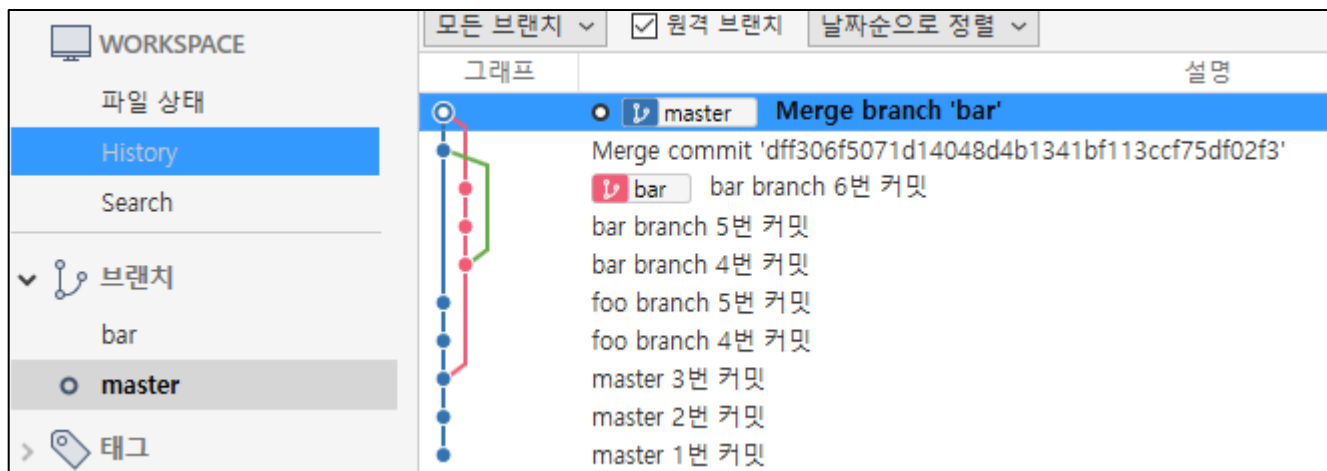 WORKSPACE
파일 상태
History
Search
브랜치
bar
master
태그
모든 브랜치 원격 브랜치 날짜순으로 정렬
그래프 설명
master Merge branch 'bar'
Merge commit 'dff306f5071d14048d4b1341bf113ccf75df02f3'
bar bar branch 6번 커밋
bar branch 5번 커밋
bar branch 4번 커밋
foo branch 5번 커밋
foo branch 4번 커밋
master 3번 커밋
master 2번 커밋
master 1번 커밋